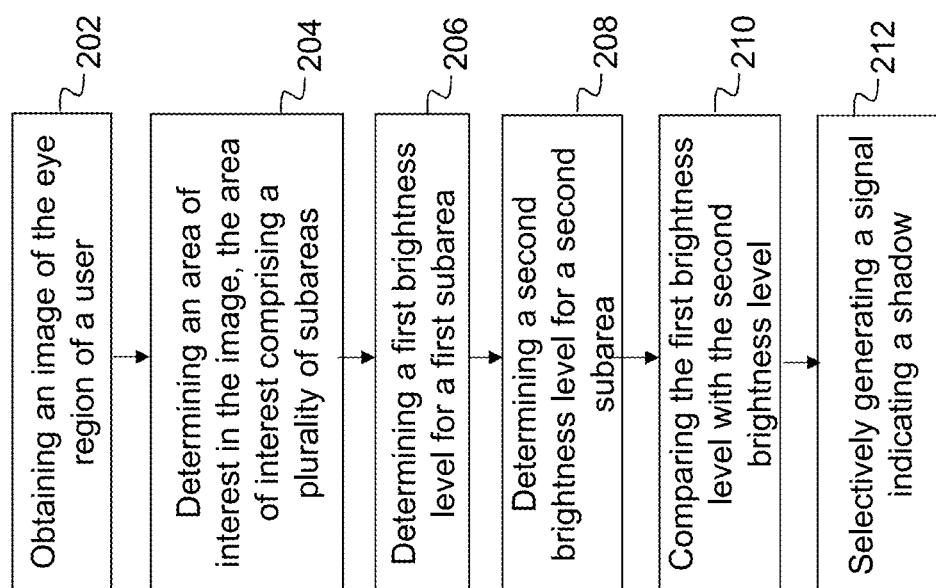 Obtaining an image of the eye
region of a user
202
Determining an area of
interest in the image, the area
of interest comprising a
plurality of subareas
204
Determining a first brightness
level for a first subarea
206
Determining a second
brightness level for a second
subarea
208
Comparing the first brightness
level with the second
brightness level
210
Selectively generating a signal
indicating a shadow
212